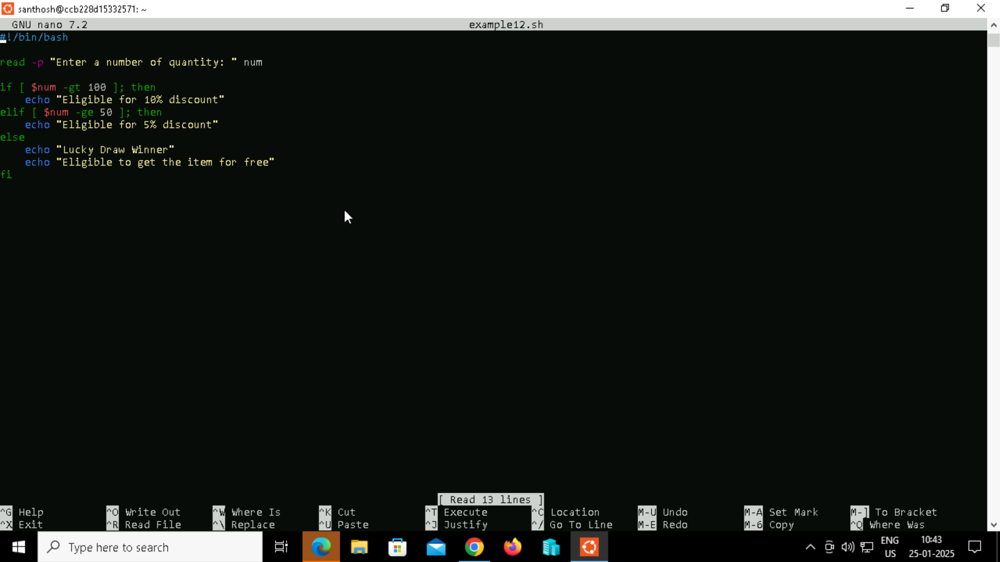 santhosh@ccb228d15332571: ~
GNU nano 7.2 example12.sh
#!/bin/bash
read -p "Enter a number of quantity: " num
if [ $num -gt 100 ]; then
    echo "Eligible for 10% discount"
elif [ $num -ge 50 ]; then
    echo "Eligible for 5% discount"
else
    echo "Lucky Draw Winner"
    echo "Eligible to get the item for free"
fi
[ Read 13 lines ]
^G Help ^O Write Out ^W Where Is ^K Cut ^T Execute ^C Location M-U Undo M-A Set Mark M-] To Bracket
^X Exit ^R Read File ^\ Replace ^U Paste ^J Justify ^/ Go To Line M-E Redo M-6 Copy ^Q Where Was
Type here to search
ENG
US
10:43
25-01-2025